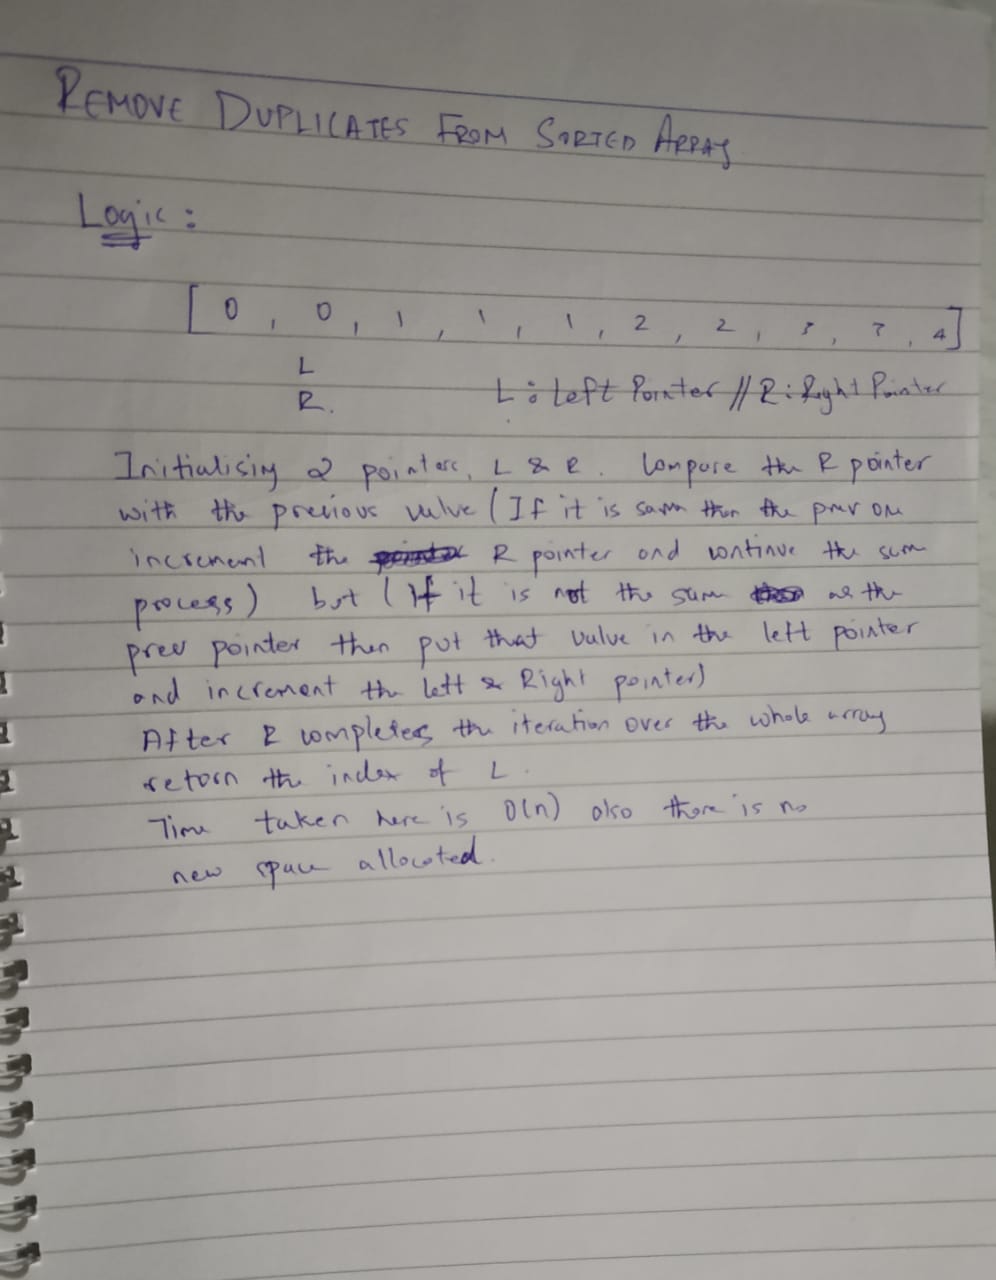 REMOVE DUPLICATES FROM SORTED ARRAY
Logic :
[ 0 , 0 , 1 , 1 , 1 , 2 , 2 , 3 , 3 , 4 ]
L
R.
L : Left Pointer // R : Right Pointer
Initialising 2 pointers, L & R. Compare the R pointer
with the previous value (If it is same then the prev one
increment the R pointer and continue the same
process) but (If it is not the same as the
prev pointer then put that value in the left pointer
and increment the left & Right pointer)
After R completes the iteration over the whole array
return the index of L.
Time taken here is O(n) also there is no
new space allocated.